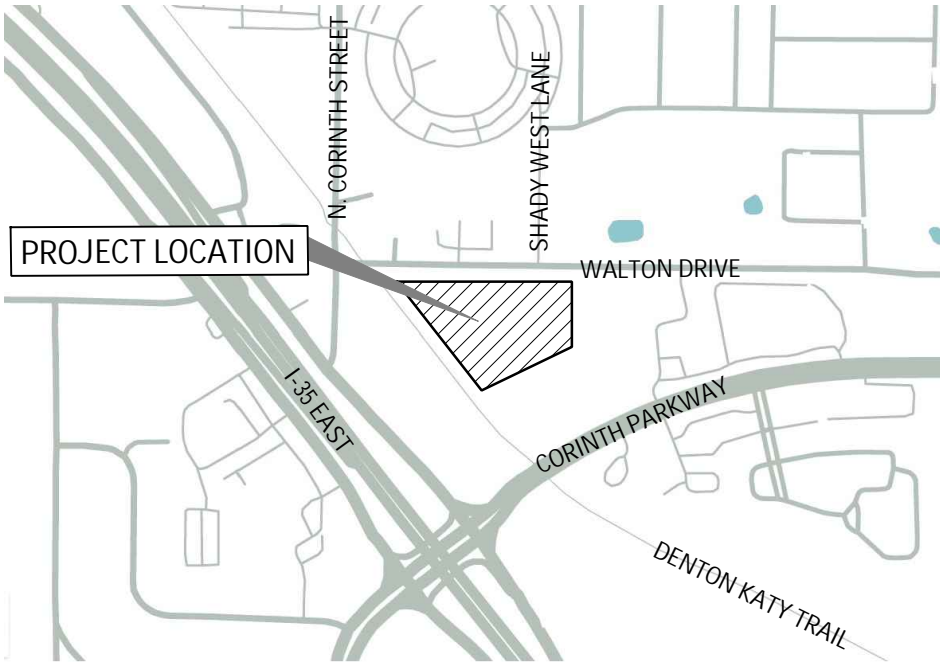 N. CORINTH STREET
SHADY WEST LANE
PROJECT LOCATION
WALTON DRIVE
I-35 EAST
CORINTH PARKWAY
DENTON KATY TRAIL